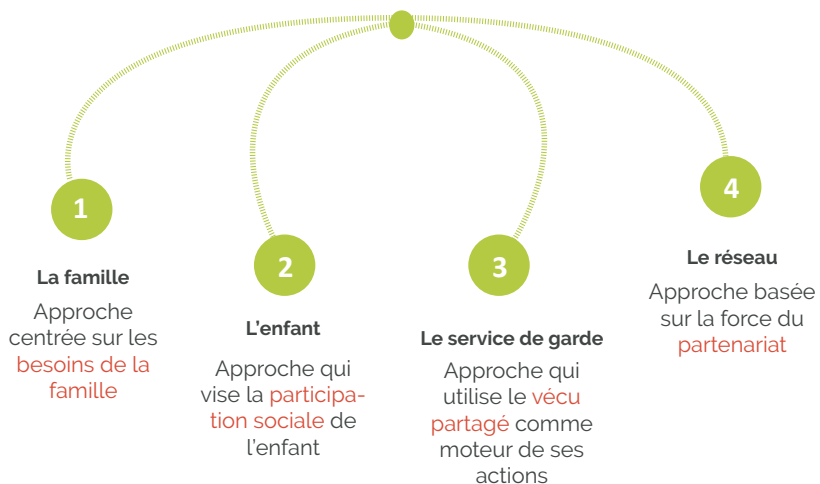 1
La famille
Approche
centrée sur les
besoins de la
famille
2
L'enfant
Approche qui
vise la participa-
tion sociale de
l'enfant
3
Le service de garde
Approche qui
utilise le vécu
partagé comme
moteur de ses
actions
4
Le réseau
Approche basée
sur la force du
partenariat